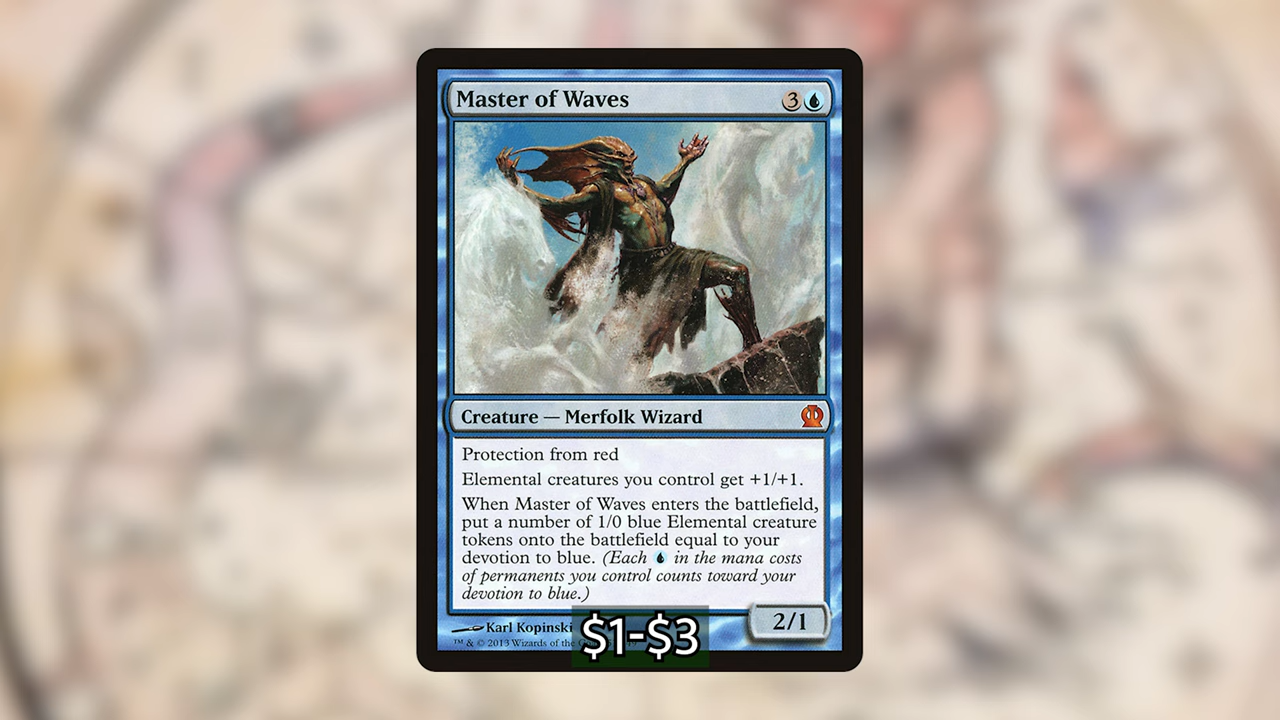 Master of Waves 3
Creature — Merfolk Wizard
Protection from red
Elemental creatures you control get +1/+1.
When Master of Waves enters the battlefield,
put a number of 1/0 blue Elemental creature
tokens onto the battlefield equal to your
devotion to blue. (Each in the mana costs
of permanents you control counts toward your
devotion to blue.)
2/1
Karl Kopinski
™ & © 2013 Wizards of the
$1-$3